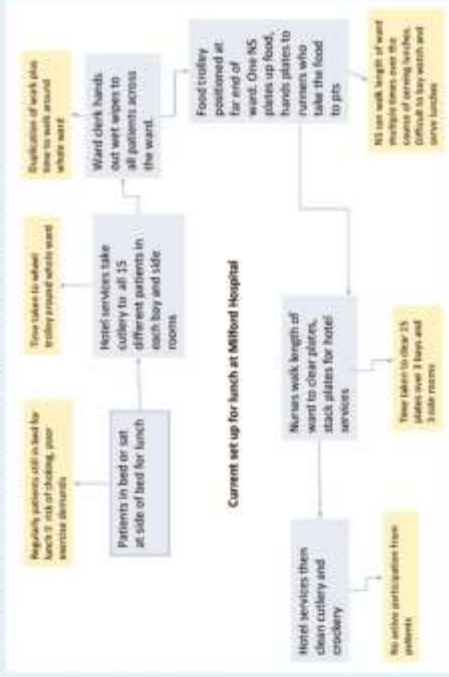 Regularly patients still in bed for
lunch
risk of choking, poor
exercise demands
Patients in bed or sat
at side of bed for lunch
Time taken to wheel
trolley around whole ward
Hotel services take
cutlery to all 15
different patients in
each bay and side
rooms
Duplication of work plus
time to walk around
whole ward
Ward clerk hands
out wet wipes to
all patients across
the ward.
Food trolley
positioned at
far end of
ward. One NS
plates up food,
hands plates to
runners who
take the food
to pts
NS can walk length of ward
multiple times over the
course of serving lunches.
Difficult to bay watch and
serve lunches
Current set up for lunch at Milford Hospital
Nurses walk length of
ward to clear plates,
stack plates for hotel
services
Time taken to clear 15
plates over 3 bays and
3 side rooms
Hotel services then
clean cutlery and
crockery
No active participation from
patients